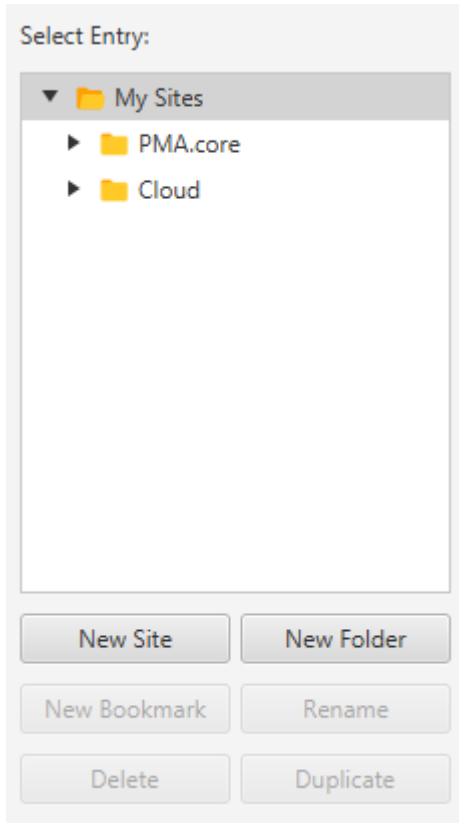 Select Entry:
My Sites
PMA.core
Cloud
New Site New Folder
New Bookmark Rename
Delete Duplicate